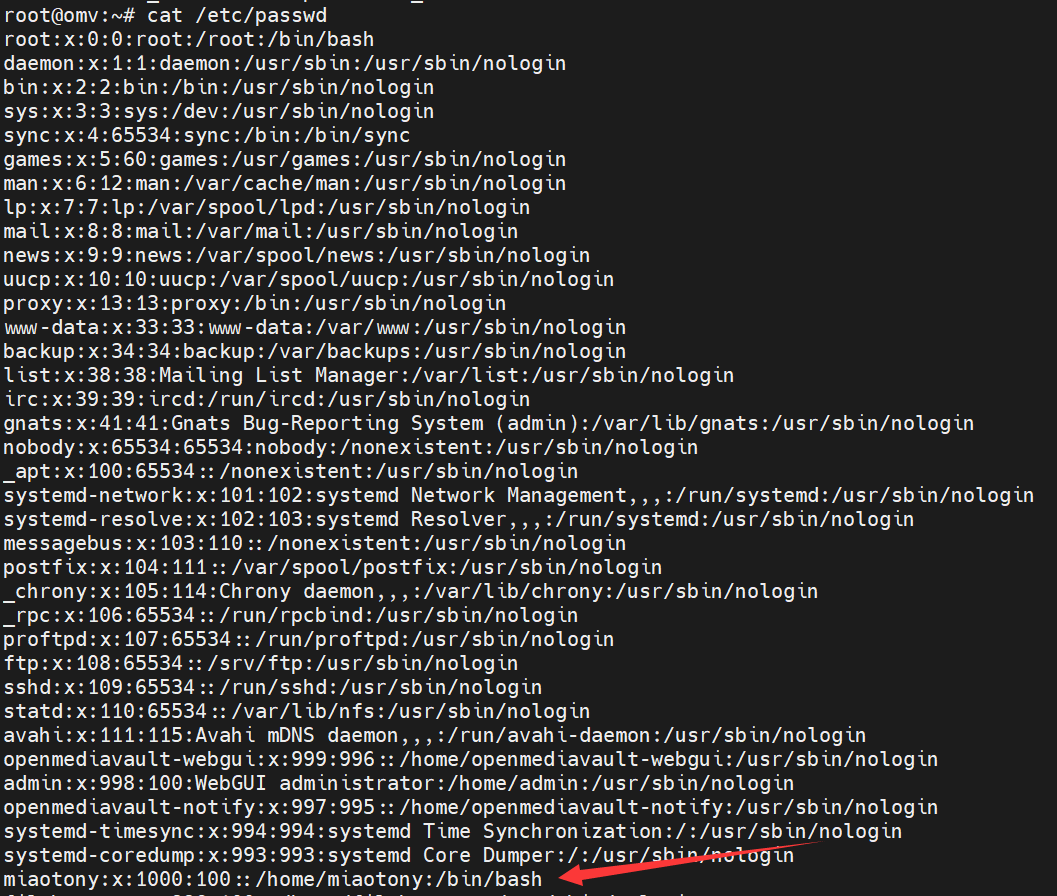 root@omv:~# cat /etc/passwd
root:x:0:0:root:/root:/bin/bash
daemon:x:1:1:daemon:/usr/sbin:/usr/sbin/nologin
bin:x:2:2:bin:/bin:/usr/sbin/nologin
sys:x:3:3:sys:/dev:/usr/sbin/nologin
sync:x:4:65534:sync:/bin:/bin/sync
games:x:5:60:games:/usr/games:/usr/sbin/nologin
man:x:6:12:man:/var/cache/man:/usr/sbin/nologin
lp:x:7:7:lp:/var/spool/lpd:/usr/sbin/nologin
mail:x:8:8:mail:/var/mail:/usr/sbin/nologin
news:x:9:9:news:/var/spool/news:/usr/sbin/nologin
uucp:x:10:10:uucp:/var/spool/uucp:/usr/sbin/nologin
proxy:x:13:13:proxy:/bin:/usr/sbin/nologin
www-data:x:33:33:www-data:/var/www:/usr/sbin/nologin
backup:x:34:34:backup:/var/backups:/usr/sbin/nologin
list:x:38:38:Mailing List Manager:/var/list:/usr/sbin/nologin
irc:x:39:39:ircd:/run/ircd:/usr/sbin/nologin
gnats:x:41:41:Gnats Bug-Reporting System (admin):/var/lib/gnats:/usr/sbin/nologin
nobody:x:65534:65534:nobody:/nonexistent:/usr/sbin/nologin
_apt:x:100:65534::/nonexistent:/usr/sbin/nologin
systemd-network:x:101:102:systemd Network Management,,,:/run/systemd:/usr/sbin/nologin
systemd-resolve:x:102:103:systemd Resolver,,,:/run/systemd:/usr/sbin/nologin
messagebus:x:103:110::/nonexistent:/usr/sbin/nologin
postfix:x:104:111::/var/spool/postfix:/usr/sbin/nologin
_chrony:x:105:114:Chrony daemon,,,:/var/lib/chrony:/usr/sbin/nologin
_rpc:x:106:65534::/run/rpcbind:/usr/sbin/nologin
proftpd:x:107:65534::/run/proftpd:/usr/sbin/nologin
ftp:x:108:65534::/srv/ftp:/usr/sbin/nologin
sshd:x:109:65534::/run/sshd:/usr/sbin/nologin
statd:x:110:65534::/var/lib/nfs:/usr/sbin/nologin
avahi:x:111:115:Avahi mDNS daemon,,,:/run/avahi-daemon:/usr/sbin/nologin
openmediavault-webgui:x:999:996::/home/openmediavault-webgui:/usr/sbin/nologin
admin:x:998:100:WebGUI administrator:/home/admin:/usr/sbin/nologin
openmediavault-notify:x:997:995::/home/openmediavault-notify:/usr/sbin/nologin
systemd-timesync:x:994:994:systemd Time Synchronization:/:/usr/sbin/nologin
systemd-coredump:x:993:993:systemd Core Dumper:/:/usr/sbin/nologin
miaotony:x:1000:100::/home/miaotony:/bin/bash